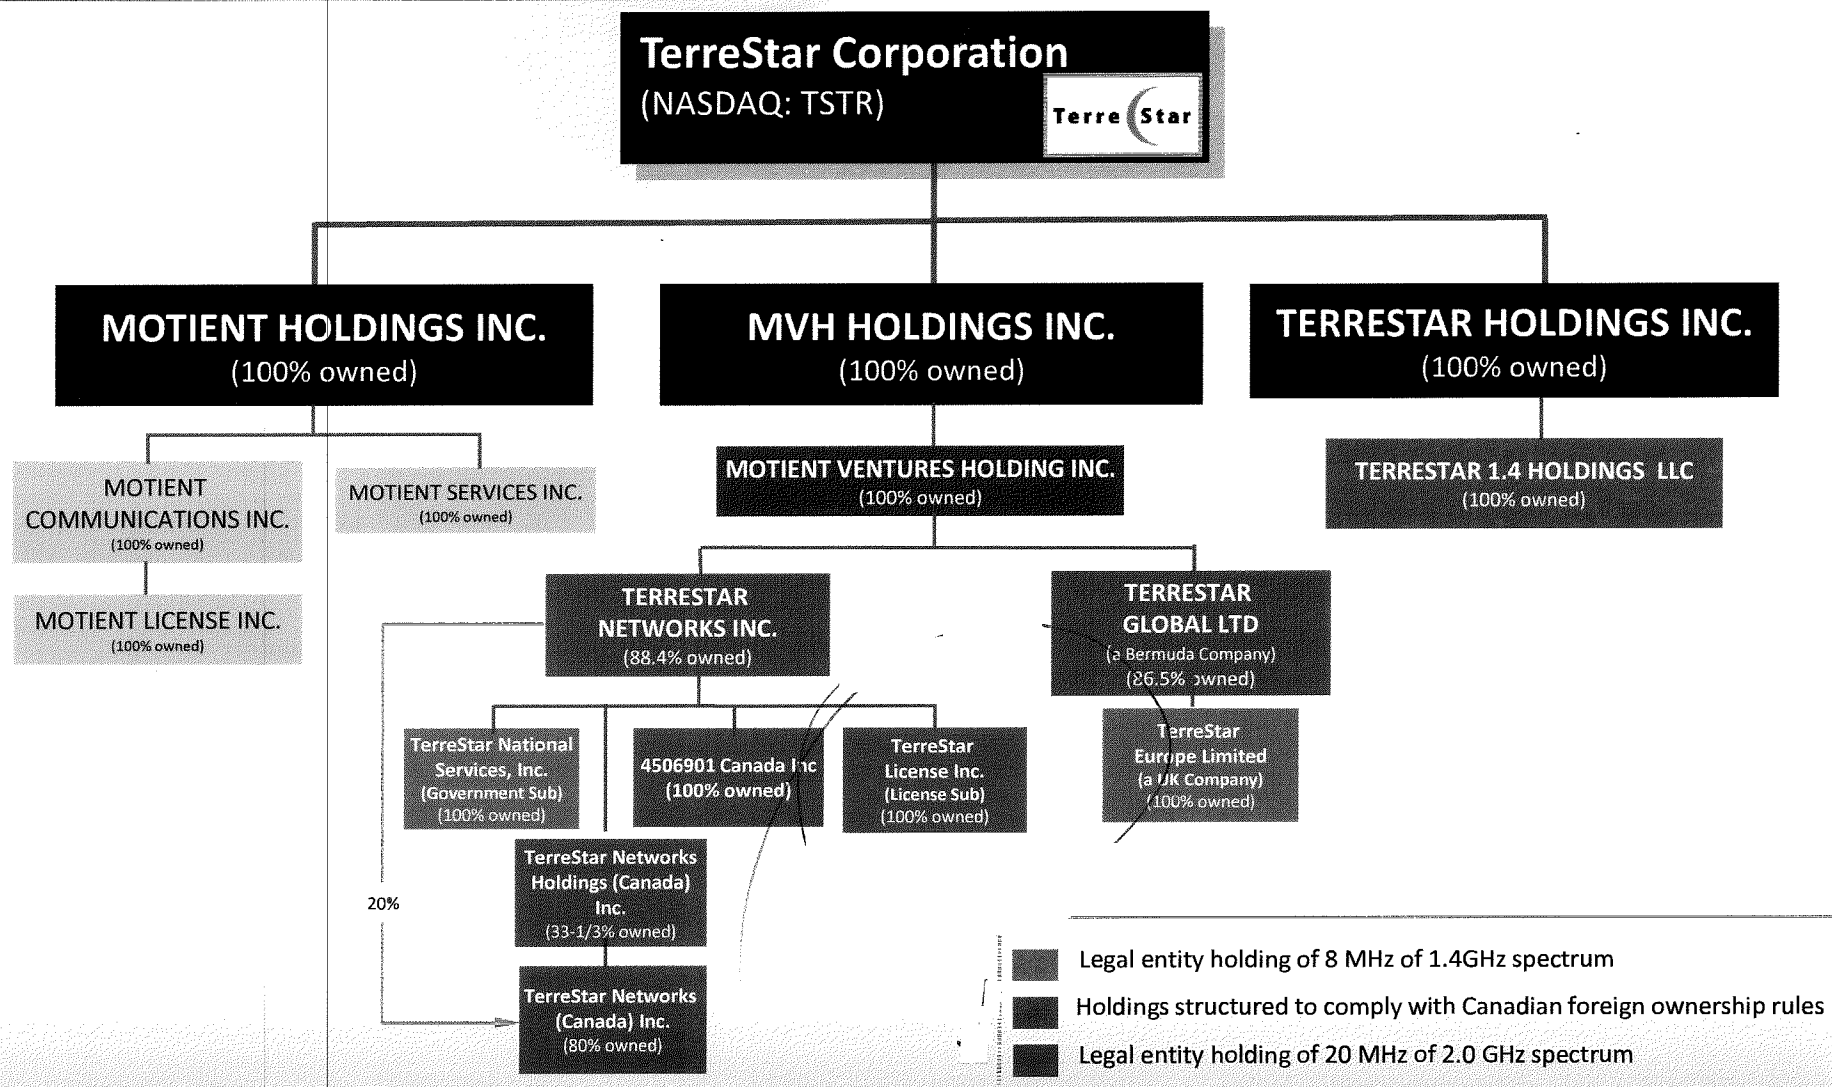 TerreStar Corporation
(NASDAQ: TSTR)
Terre Star
MOTIENT HOLDINGS INC.
(100% owned)
MVH HOLDINGS INC.
(100% owned)
TERRESTAR HOLDINGS INC.
(100% owned)
MOTIENT
COMMUNICATIONS INC.
(100% owned)
MOTIENT SERVICES INC.
(100% owned)
MOTIENT VENTURES HOLDING INC.
(100% owned)
TERRESTAR 1.4 HOLDINGS LLC
(100% owned)
MOTIENT LICENSE INC.
(100% owned)
TERRESTAR
NETWORKS INC.
(88.4% owned)
TERRESTAR
GLOBAL LTD
(a Bermuda Company)
(86.5% owned)
TerreStar National
Services, Inc.
(Government Sub)
(100% owned)
4506901 Canada Inc
(100% owned)
TerreStar
License Inc.
(License Sub)
(100% owned)
TerreStar
Europe Limited
(a UK Company)
(100% owned)
TerreStar Networks
Holdings (Canada)
Inc.
(33-1/3% owned)
20%
TerreStar Networks
(Canada) Inc.
(80% owned)
Legal entity holding of 8 MHz of 1.4GHz spectrum
Holdings structured to comply with Canadian foreign ownership rules
Legal entity holding of 20 MHz of 2.0 GHz spectrum